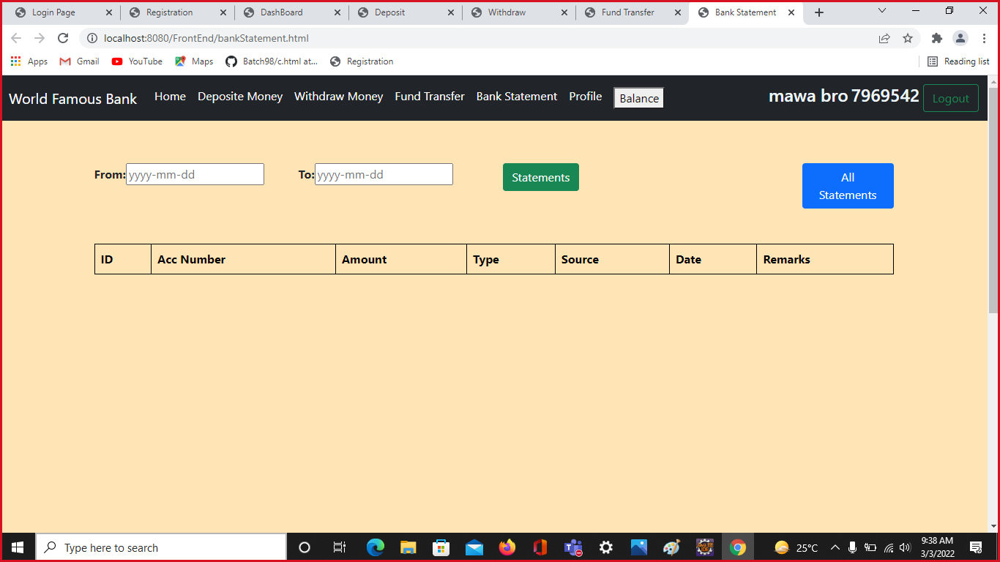 Login Page
Registration
DashBoard
Deposit
Withdraw
Fund Transfer
Bank Statement
localhost:8080/FrontEnd/bankStatement.html
Apps
Gmail
YouTube
Maps
Batch98/c.html at...
Registration
Reading list
World Famous Bank
Home
Deposite Money
Withdraw Money
Fund Transfer
Bank Statement
Profile
Balance
mawa bro 7969542
Logout
From:
yyyy-mm-dd
To:
yyyy-mm-dd
Statements
All
Statements
ID
Acc Number
Amount
Type
Source
Date
Remarks
Type here to search
25°C
9:38 AM
3/3/2022